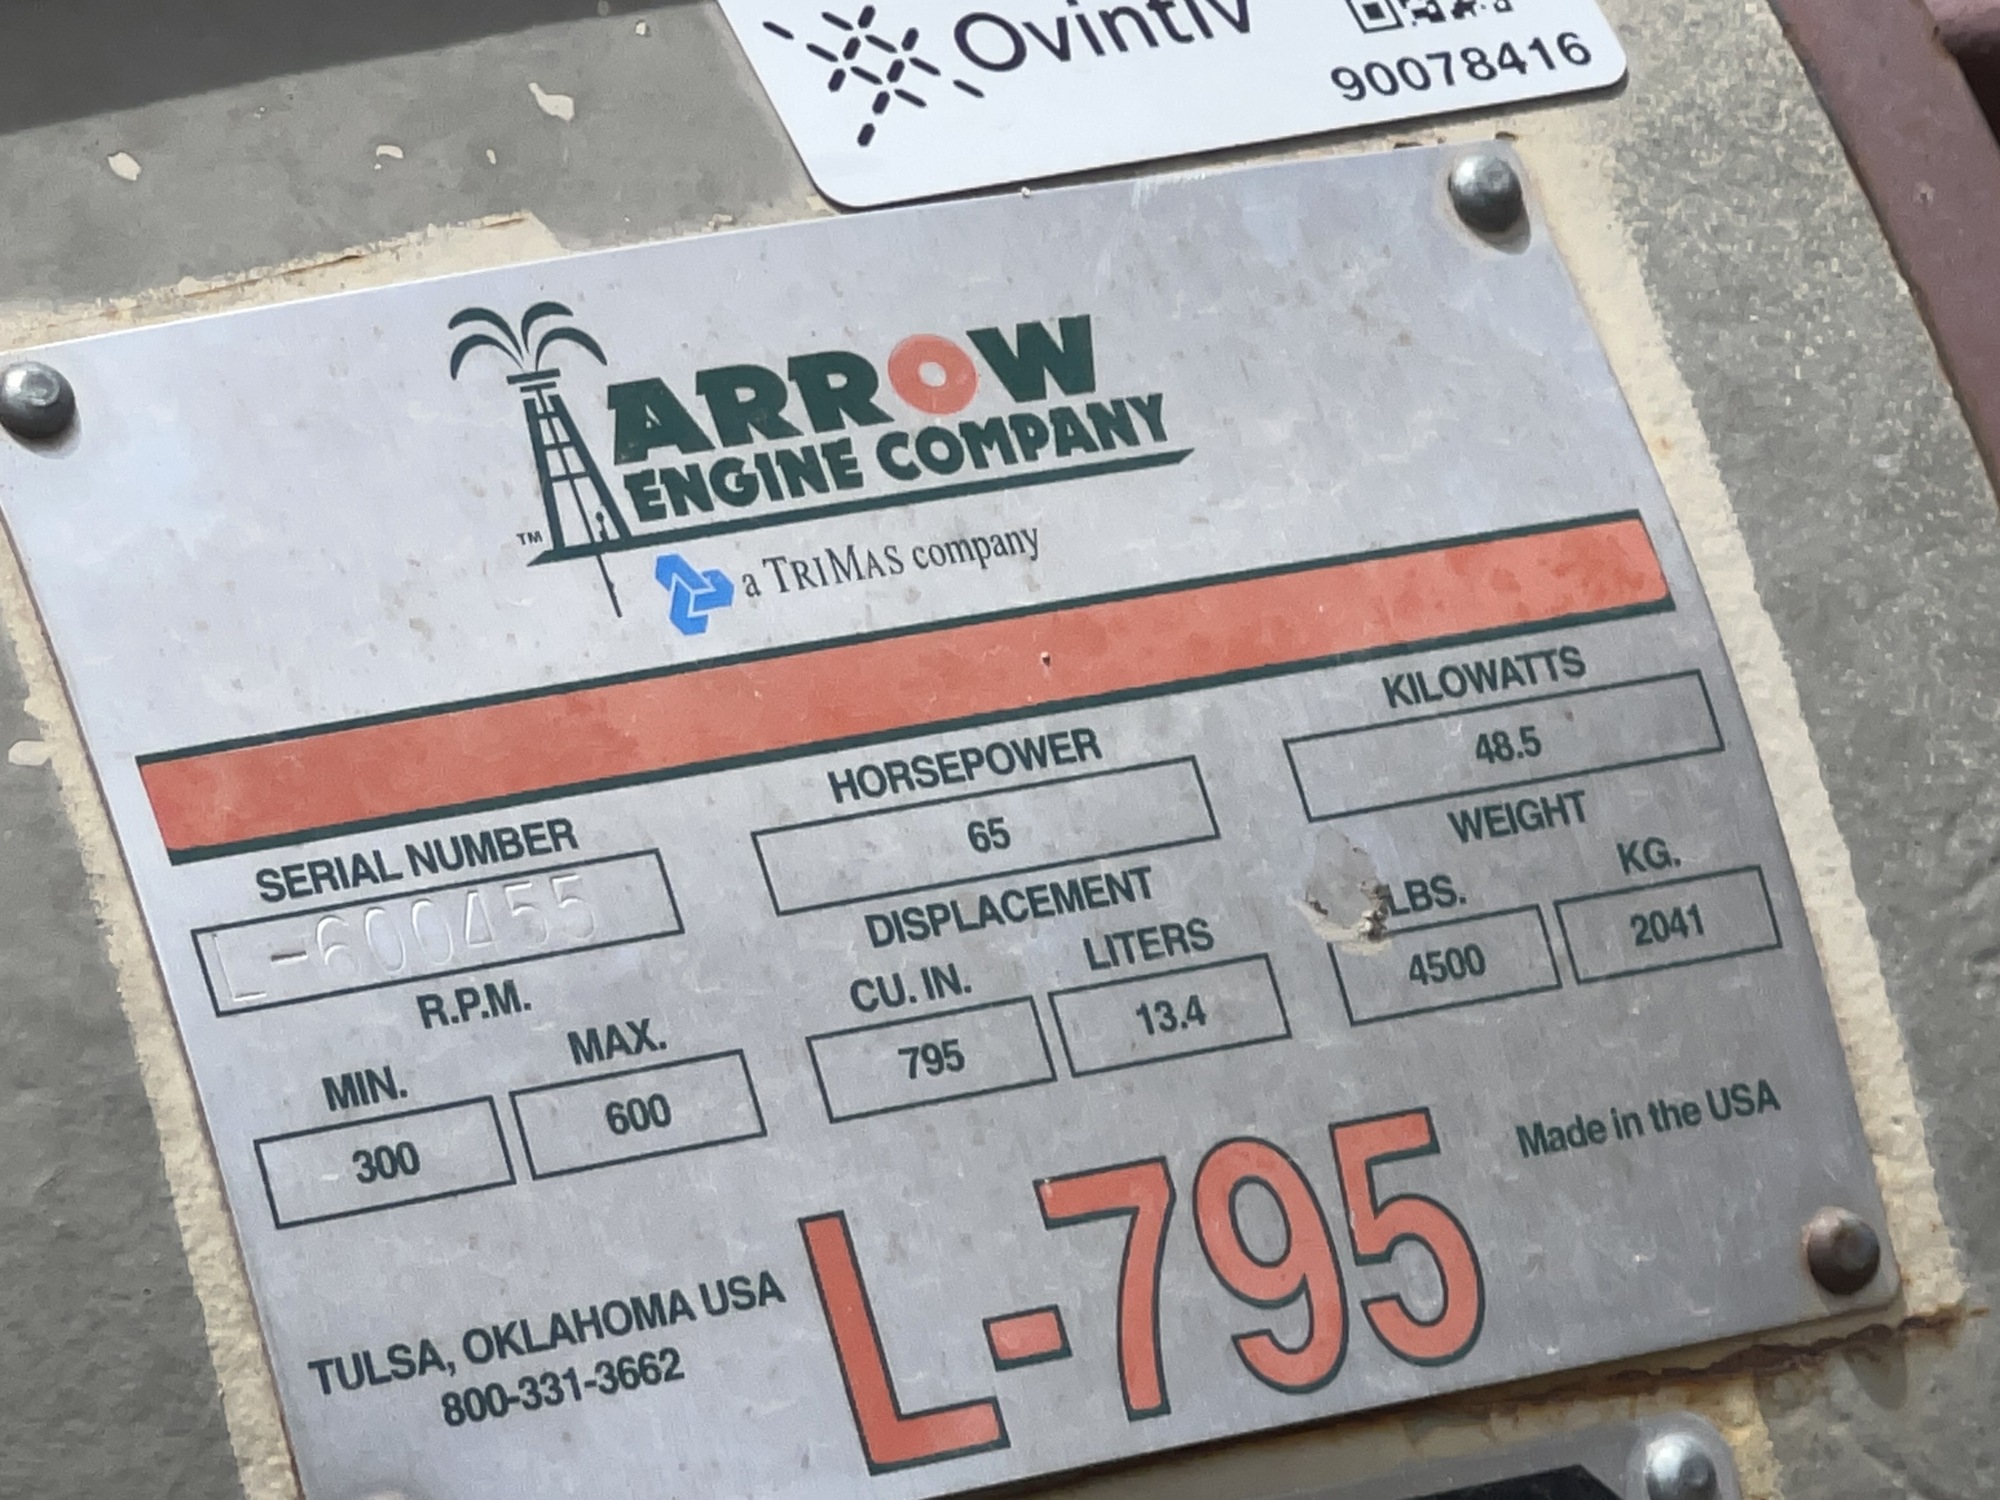 Ovintiv
90078416
ARROW
ENGINE COMPANY
TM
a TRIMAS company
SERIAL NUMBER
L-600455
HORSEPOWER
65
KILOWATTS
48.5
R.P.M.
MIN. MAX.
300 600
DISPLACEMENT
CU. IN. LITERS
795 13.4
WEIGHT
LBS. KG.
4500 2041
Made in the USA
TULSA, OKLAHOMA USA
800-331-3662
L-795